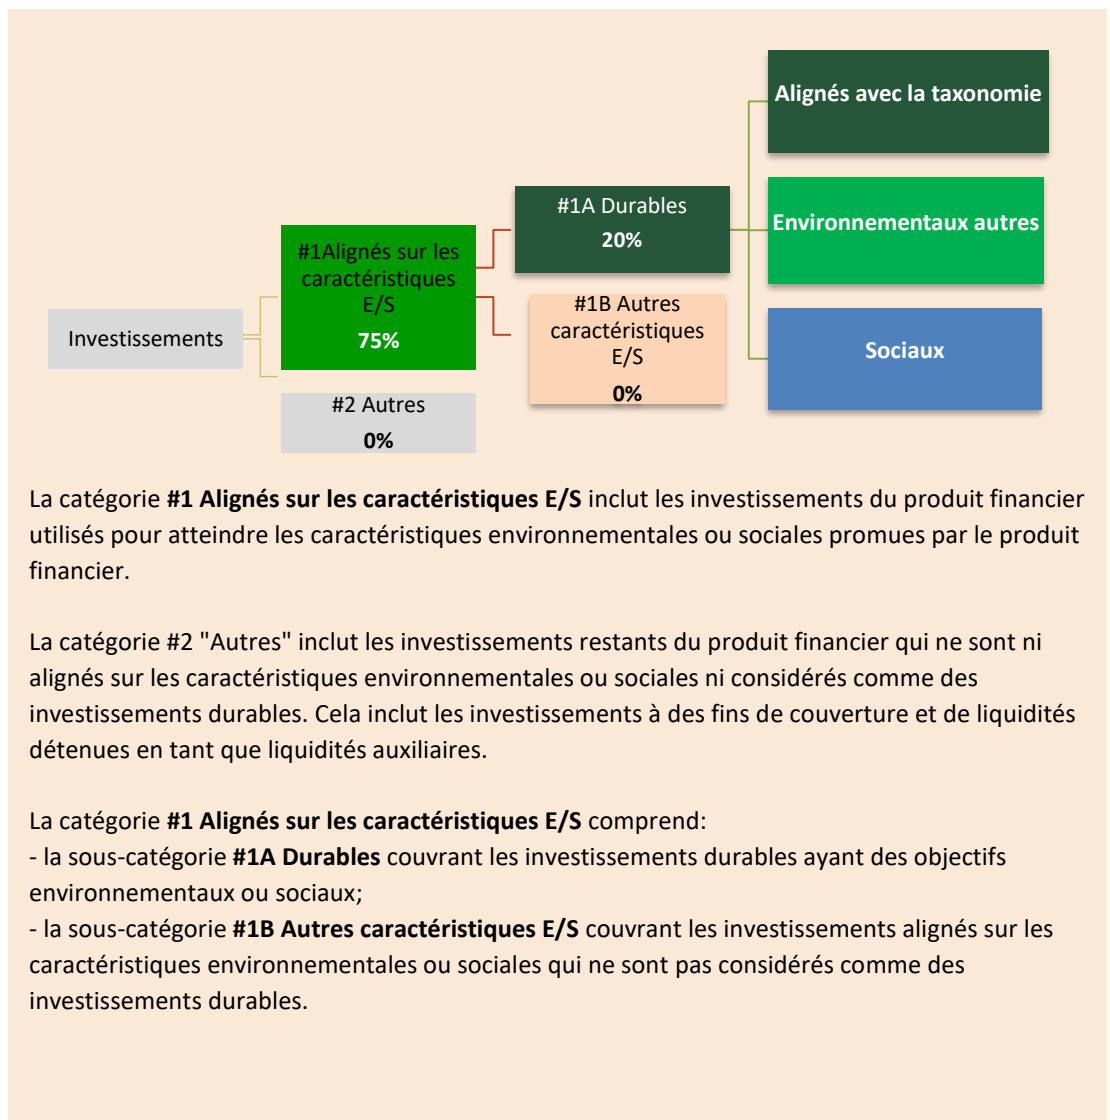 Investissements
#1Alignés sur les
caractéristiques
E/S
75%
#2 Autres
0%
#1A Durables
20%
#1B Autres
caractéristiques
E/S
0%
Alignés avec la taxonomie
Environnementaux autres
Sociaux
La catégorie #1 Alignés sur les caractéristiques E/S inclut les investissements du produit financier
utilisés pour atteindre les caractéristiques environnementales ou sociales promues par le produit
financier.
La catégorie #2 "Autres" inclut les investissements restants du produit financier qui ne sont ni
alignés sur les caractéristiques environnementales ou sociales ni considérés comme des
investissements durables. Cela inclut les investissements à des fins de couverture et de liquidités
détenues en tant que liquidités auxiliaires.
La catégorie #1 Alignés sur les caractéristiques E/S comprend:
- la sous-catégorie #1A Durables couvrant les investissements durables ayant des objectifs
environnementaux ou sociaux;
- la sous-catégorie #1B Autres caractéristiques E/S couvrant les investissements alignés sur les
caractéristiques environnementales ou sociales qui ne sont pas considérés comme des
investissements durables.